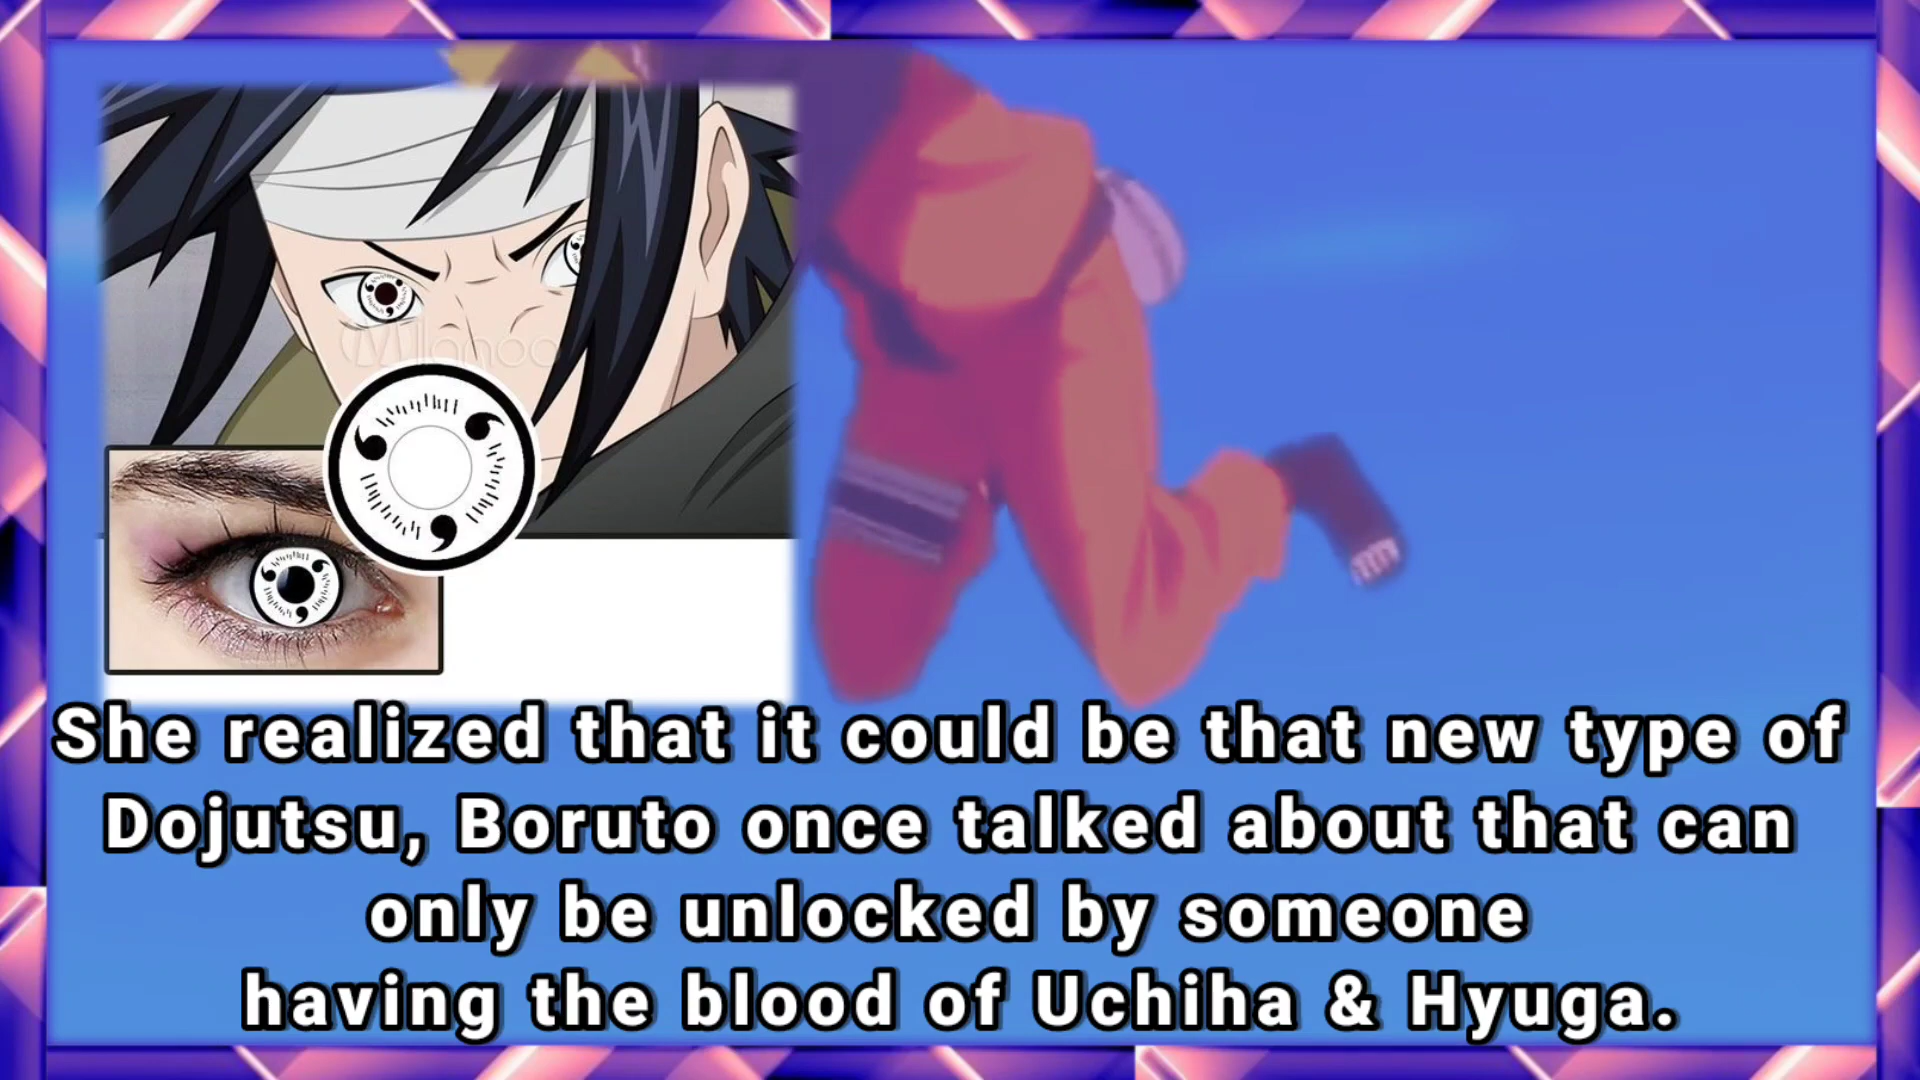 Milanoo
She realized that it could be that new type of
Dojutsu, Boruto once talked about that can
only be unlocked by someone
having the blood of Uchiha & Hyuga.